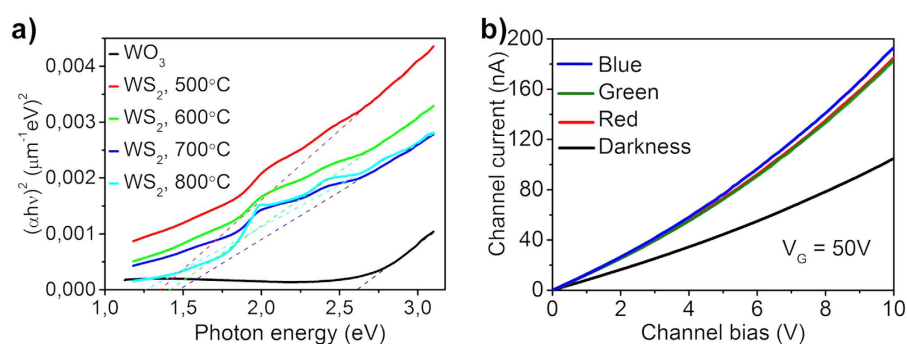 a)
(αhν)² (μm⁻¹eV)²
0,004
0,003
0,002
0,001
0,000
WO₃
WS₂, 500°C
WS₂, 600°C
WS₂, 700°C
WS₂, 800°C
1,0 1,5 2,0 2,5 3,0
Photon energy (eV)
b)
Channel current (nA)
200
160
120
80
40
0
Blue
Green
Red
Darkness
V_G = 50V
0 2 4 6 8 10
Channel bias (V)